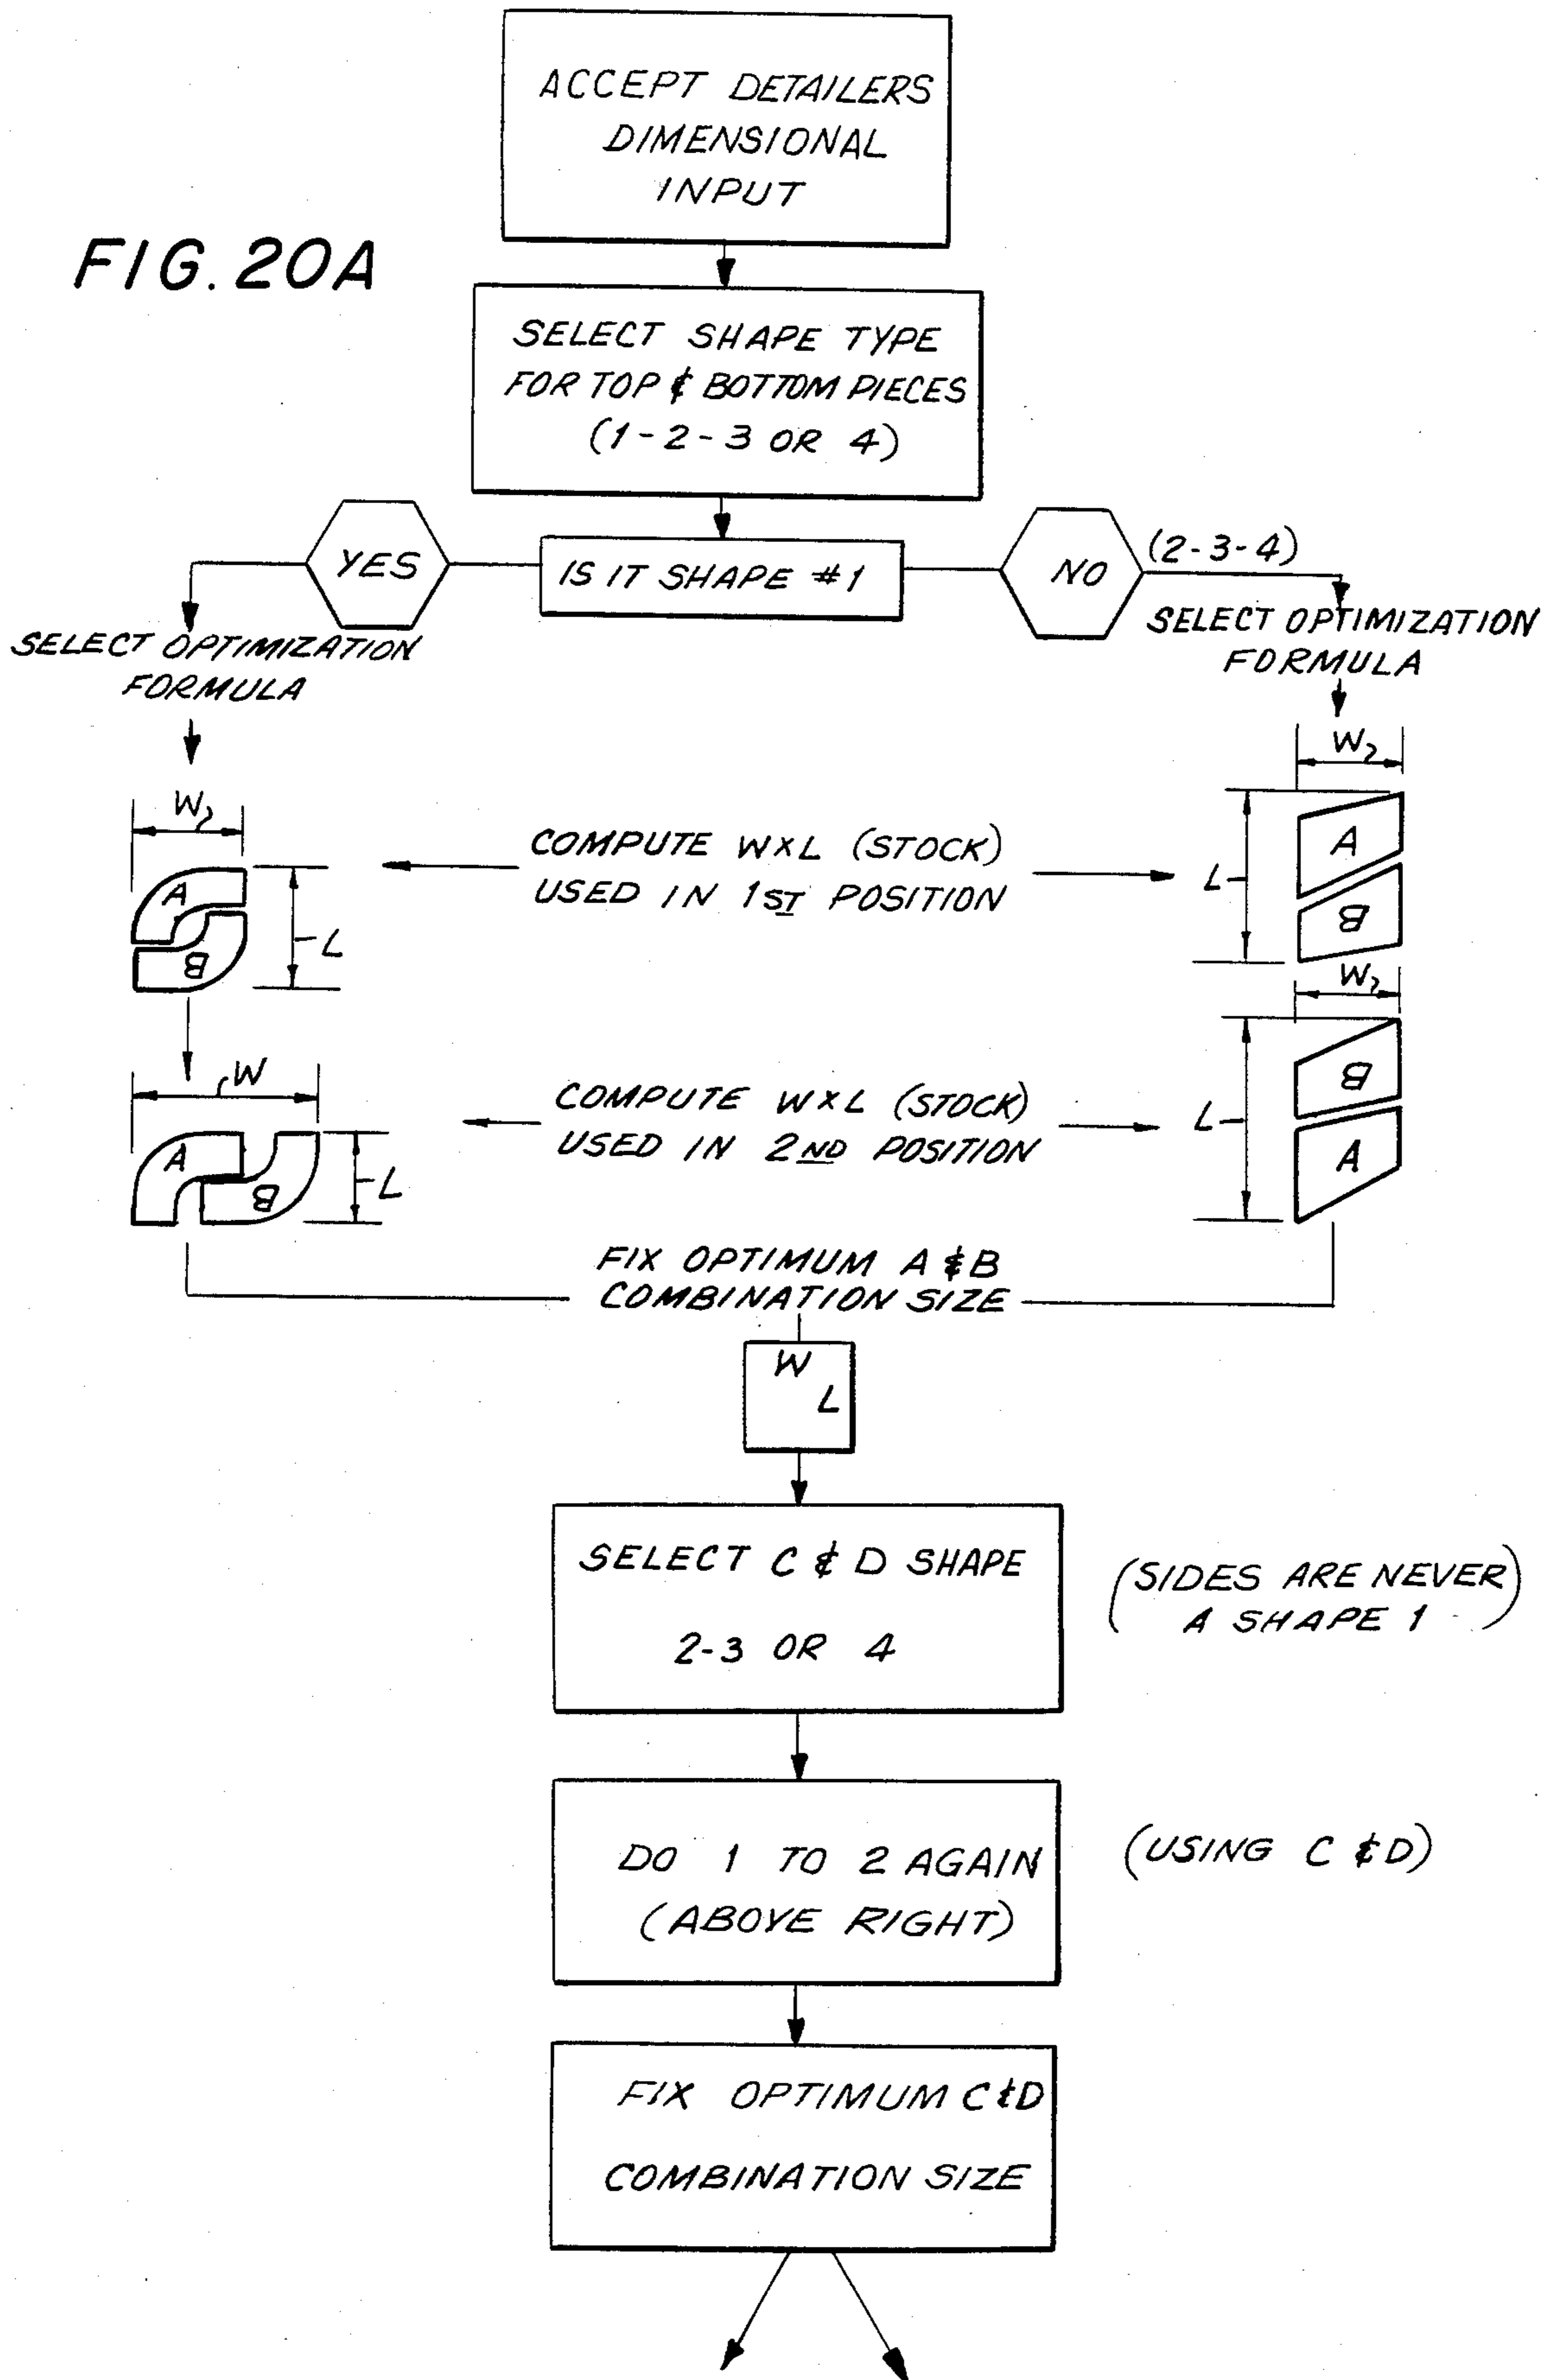 ACCEPT DETAILERS
DIMENSIONAL
INPUT
FIG. 20A
SELECT SHAPE TYPE
FOR TOP & BOTTOM PIECES
(1-2-3 OR 4)
YES
IS IT SHAPE #1
NO
(2-3-4)
SELECT OPTIMIZATION
FORMULA
SELECT OPTIMIZATION
FORMULA
W
L
A
B
COMPUTE WXL (STOCK)
USED IN 1ST POSITION
W
L
A
B
W
L
A
B
COMPUTE WXL (STOCK)
USED IN 2ND POSITION
W
L
B
A
FIX OPTIMUM A & B
COMBINATION SIZE
W
L
SELECT C & D SHAPE
2-3 OR 4
(SIDES ARE NEVER
A SHAPE 1)
DO 1 TO 2 AGAIN
(ABOVE RIGHT)
(USING C & D)
FIX OPTIMUM C & D
COMBINATION SIZE